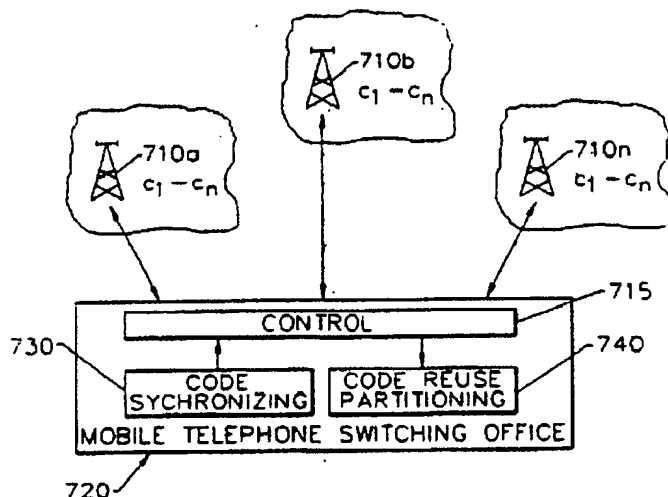 710b
c1 - cn
710a
c1 - cn
710n
c1 - cn
715
CONTROL
730
740
CODE
SYCHRONIZING
CODE REUSE
PARTITIONING
MOBILE TELEPHONE SWITCHING OFFICE
720